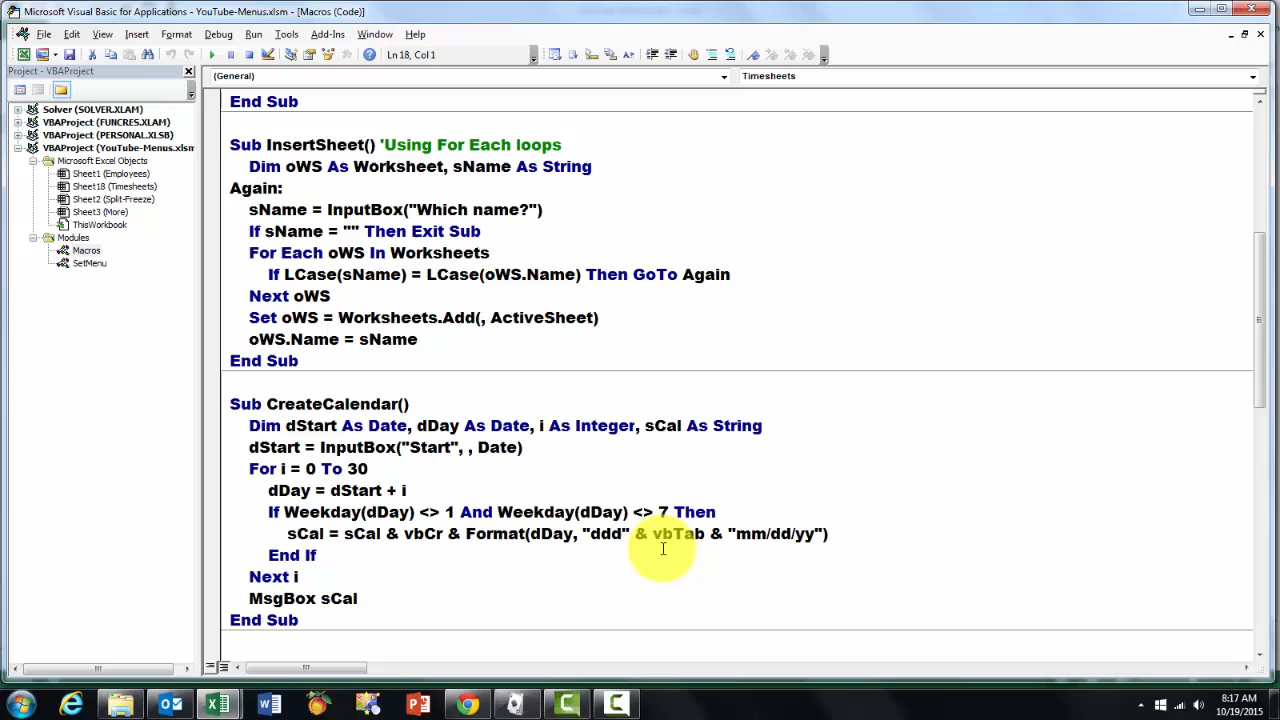 Microsoft Visual Basic for Applications - YouTube-Menus.xlsm - [Macros (Code)]
File Edit View Insert Format Debug Run Tools Add-Ins Window Help
Ln 18, Col 1
Project - VBAProject
(General)
Timesheets
Solver (SOLVER.XLAM)
VBAProject (FUNCRES.XLAM)
VBAProject (PERSONAL.XLSB)
VBAProject (YouTube-Menus.xlsm
Microsoft Excel Objects
Sheet1 (Employees)
Sheet18 (Timesheets)
Sheet2 (Split-Freeze)
Sheet3 (More)
ThisWorkbook
Modules
Macros
SetMenu
End Sub
Sub InsertSheet() 'Using For Each loops
Dim oWS As Worksheet, sName As String
Again:
sName = InputBox("Which name?")
If sName = "" Then Exit Sub
For Each oWS In Worksheets
If LCase(sName) = LCase(oWS.Name) Then GoTo Again
Next oWS
Set oWS = Worksheets.Add(, ActiveSheet)
oWS.Name = sName
End Sub
Sub CreateCalendar()
Dim dStart As Date, dDay As Date, i As Integer, sCal As String
dStart = InputBox("Start", , Date)
For i = 0 To 30
dDay = dStart + i
If Weekday(dDay) <> 1 And Weekday(dDay) <> 7 Then
sCal = sCal & vbCr & Format(dDay, "ddd" & vbTab & "mm/dd/yy")
End If
Next i
MsgBox sCal
End Sub
8:17 AM
10/19/2015